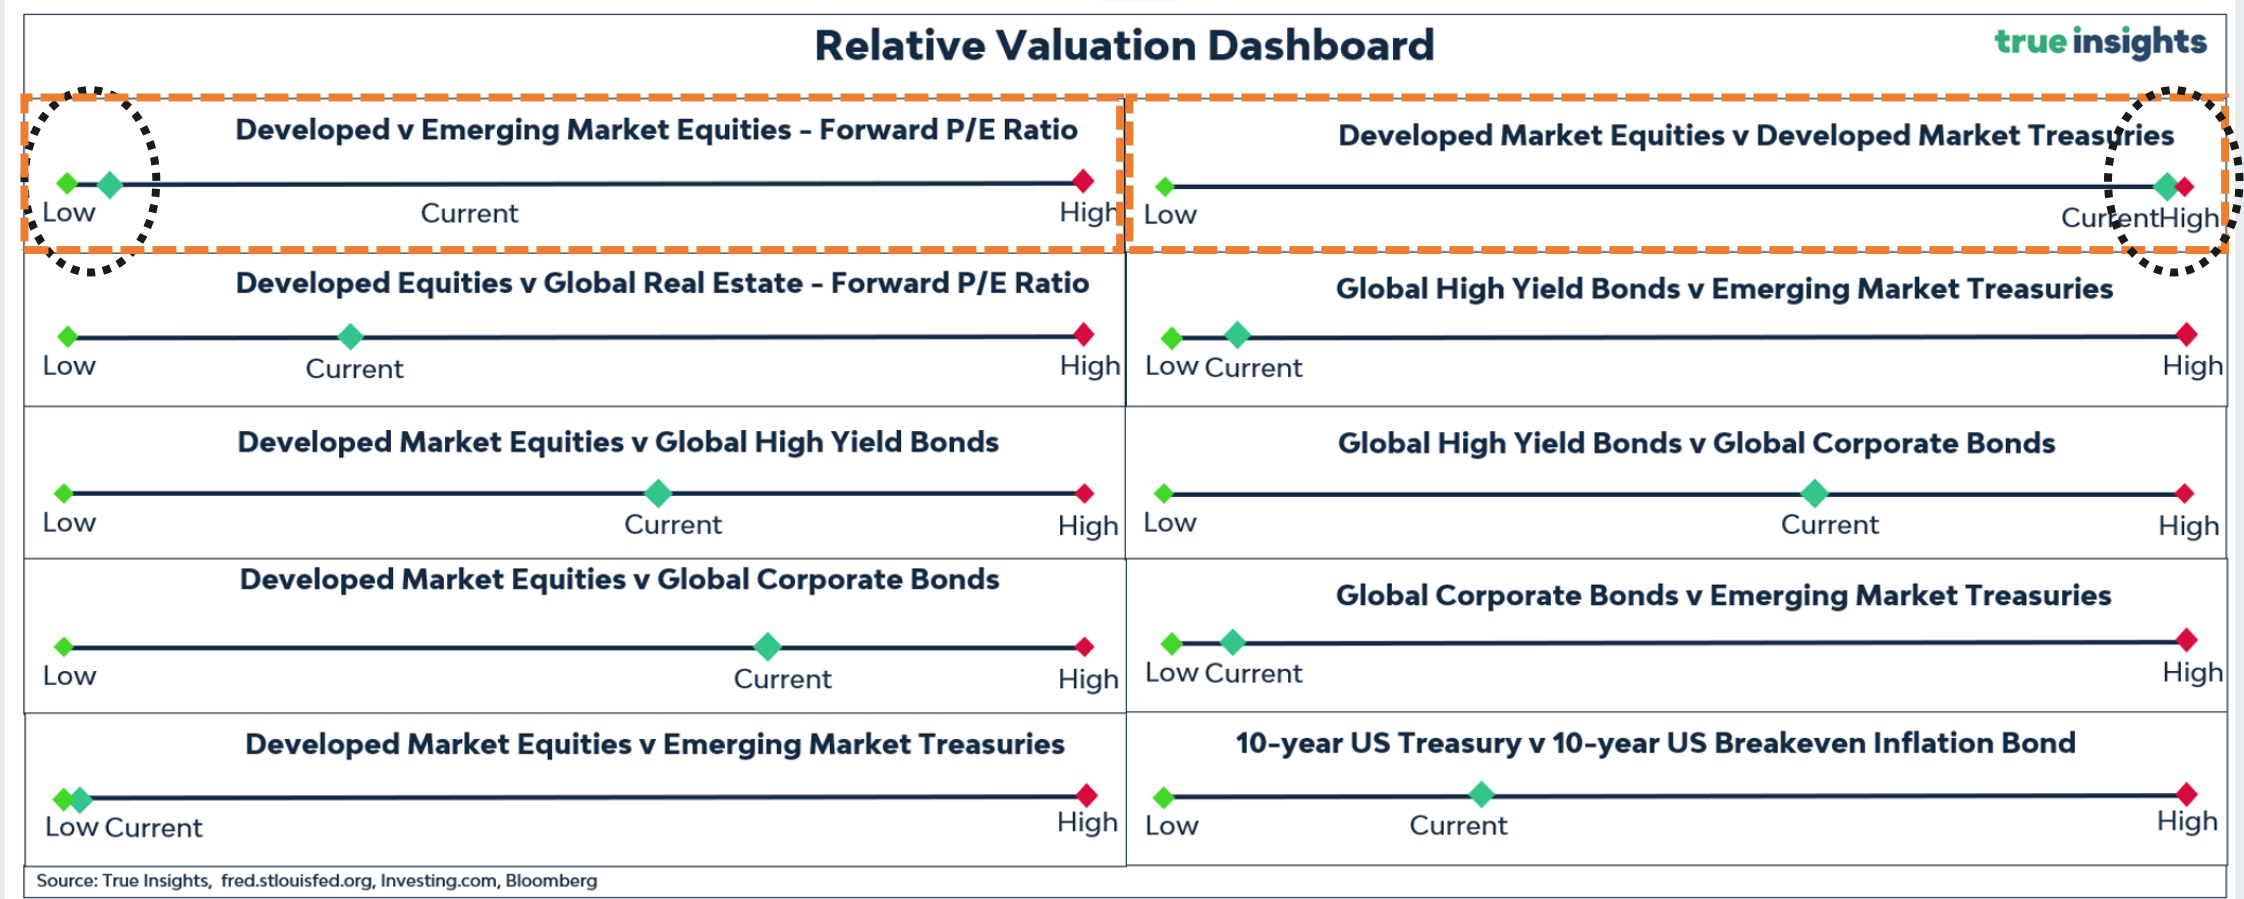 Relative Valuation Dashboard
true insights
Developed v Emerging Market Equities - Forward P/E Ratio
Low
Current
High
Developed Market Equities v Developed Market Treasuries
Low
Current
High
Developed Equities v Global Real Estate - Forward P/E Ratio
Low
Current
High
Global High Yield Bonds v Emerging Market Treasuries
Low
Current
High
Developed Market Equities v Global High Yield Bonds
Low
Current
High
Global High Yield Bonds v Global Corporate Bonds
Low
Current
High
Developed Market Equities v Global Corporate Bonds
Low
Current
High
Global Corporate Bonds v Emerging Market Treasuries
Low
Current
High
Developed Market Equities v Emerging Market Treasuries
Low
Current
High
10-year US Treasury v 10-year US Breakeven Inflation Bond
Low
Current
High
Source: True Insights, fred.stlouisfed.org, Investing.com, Bloomberg